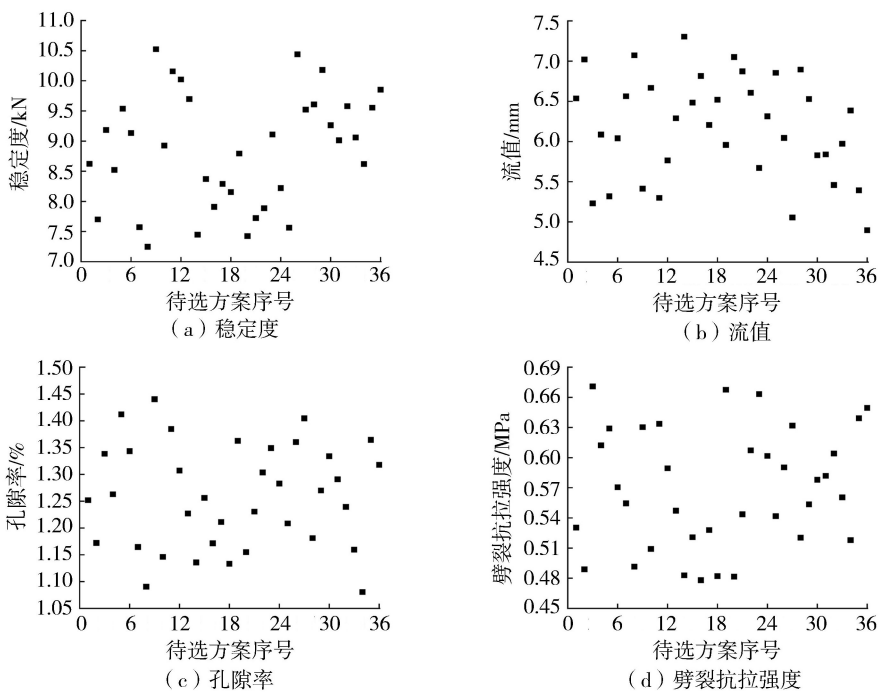 11.0
10.5
10.0
9.5
9.0
8.5
8.0
7.5
7.0
稳定度/kN
0 6 12 18 24 30 36
待选方案序号
（a）稳定度
7.5
7.0
6.5
6.0
5.5
5.0
4.5
流值/mm
0 6 12 18 24 30 36
待选方案序号
（b）流值
1.50
1.45
1.40
1.35
1.30
1.25
1.20
1.15
1.10
1.05
孔隙率/%
0 6 12 18 24 30 36
待选方案序号
（c）孔隙率
0.69
0.66
0.63
0.60
0.57
0.54
0.51
0.48
0.45
劈裂抗拉强度/MPa
0 6 12 18 24 30 36
待选方案序号
（d）劈裂抗拉强度